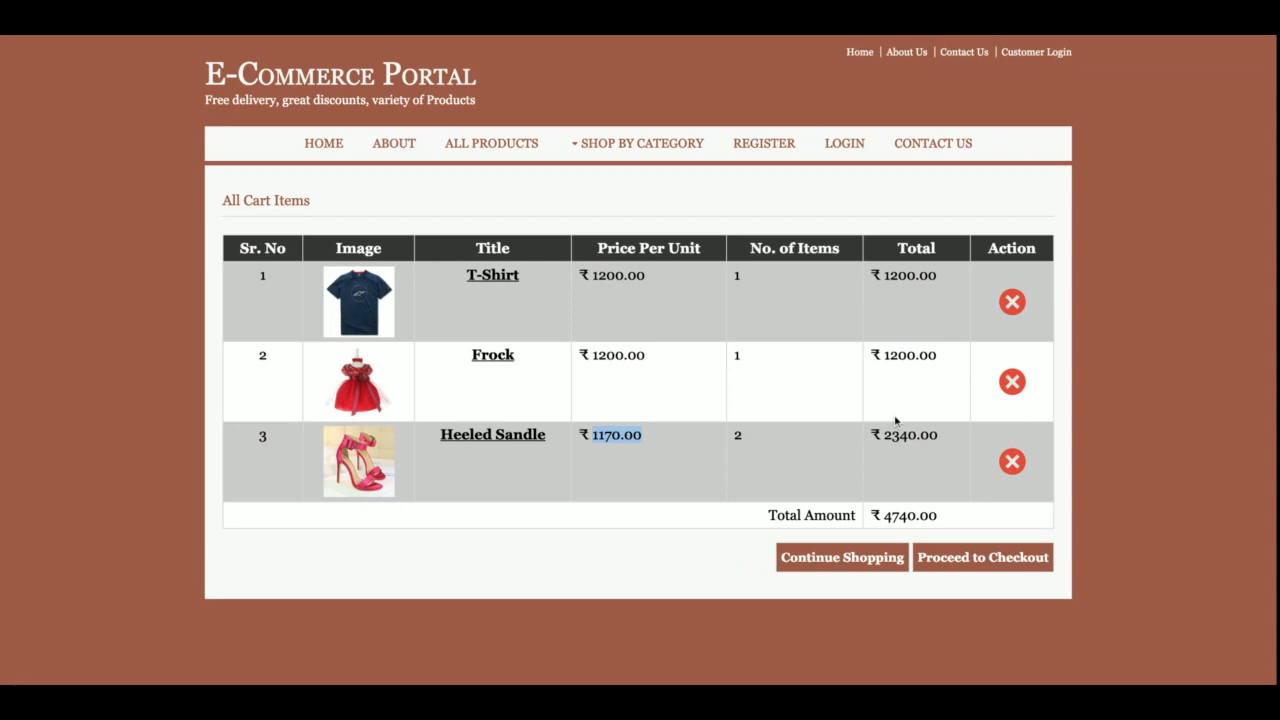 Home | About Us | Contact Us | Customer Login
E-Commerce Portal
Free delivery, great discounts, variety of Products
HOME ABOUT ALL PRODUCTS SHOP BY CATEGORY REGISTER LOGIN CONTACT US
All Cart Items
Sr. No Image Title Price Per Unit No. of Items Total Action
1 T-Shirt ₹ 1200.00 1 ₹ 1200.00
2 Frock ₹ 1200.00 1 ₹ 1200.00
3 Heeled Sandle ₹ 1170.00 2 ₹ 2340.00
Total Amount ₹ 4740.00
Continue Shopping Proceed to Checkout